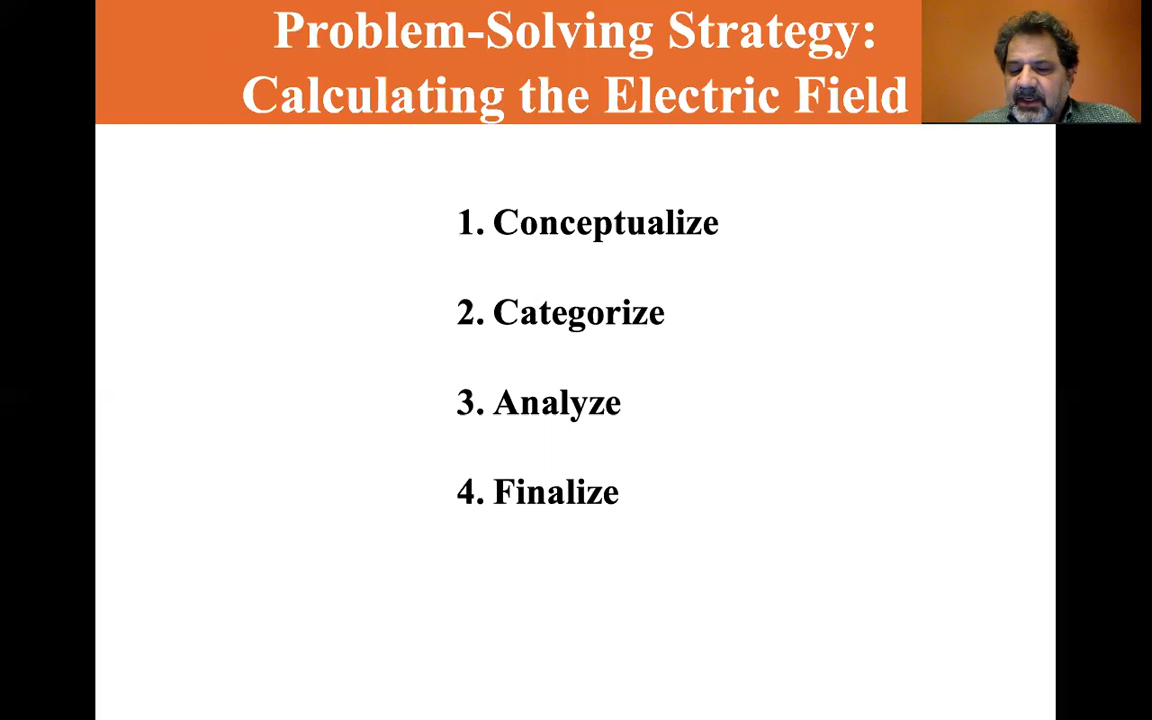 Problem-Solving Strategy:
Calculating the Electric Field
1. Conceptualize
2. Categorize
3. Analyze
4. Finalize